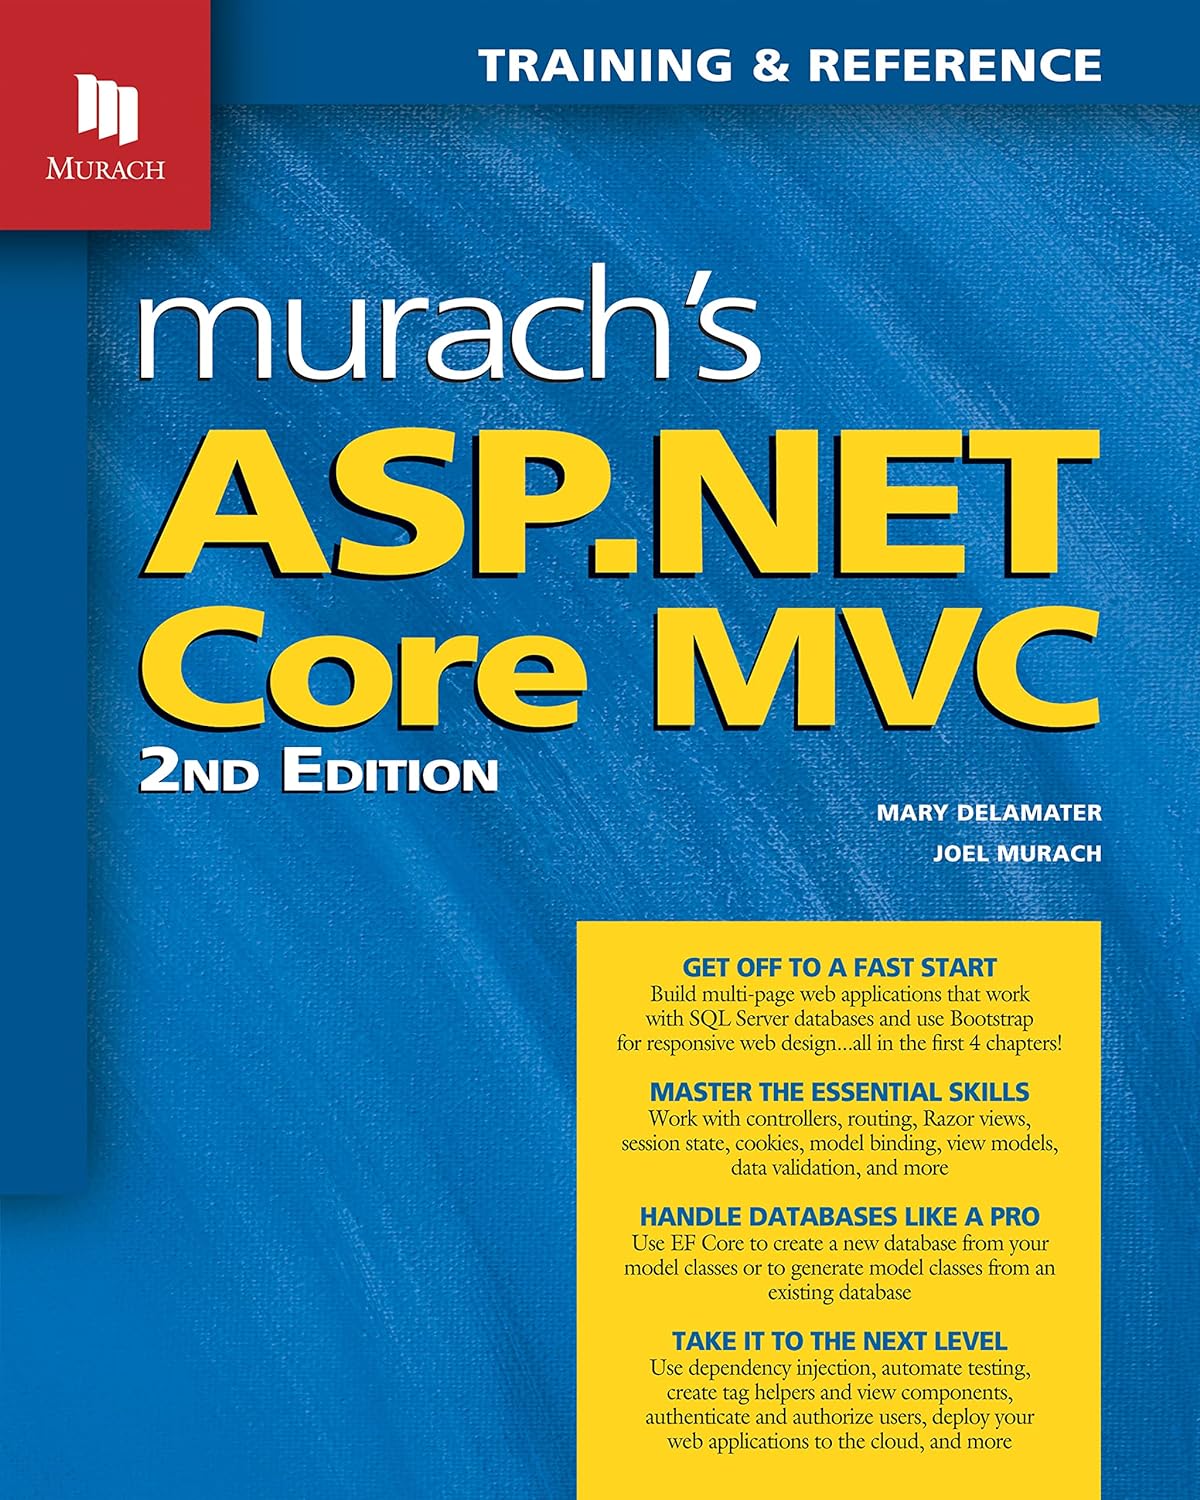 TRAINING & REFERENCE
MURACH
murach's
ASP.NET
Core MVC
2ND EDITION
MARY DELAMATER
JOEL MURACH
GET OFF TO A FAST START
Build multi-page web applications that work
with SQL Server databases and use Bootstrap
for responsive web design...all in the first 4 chapters!
MASTER THE ESSENTIAL SKILLS
Work with controllers, routing, Razor views,
session state, cookies, model binding, view models,
data validation, and more
HANDLE DATABASES LIKE A PRO
Use EF Core to create a new database from your
model classes or to generate model classes from an
existing database
TAKE IT TO THE NEXT LEVEL
Use dependency injection, automate testing,
create tag helpers and view components,
authenticate and authorize users, deploy your
web applications to the cloud, and more